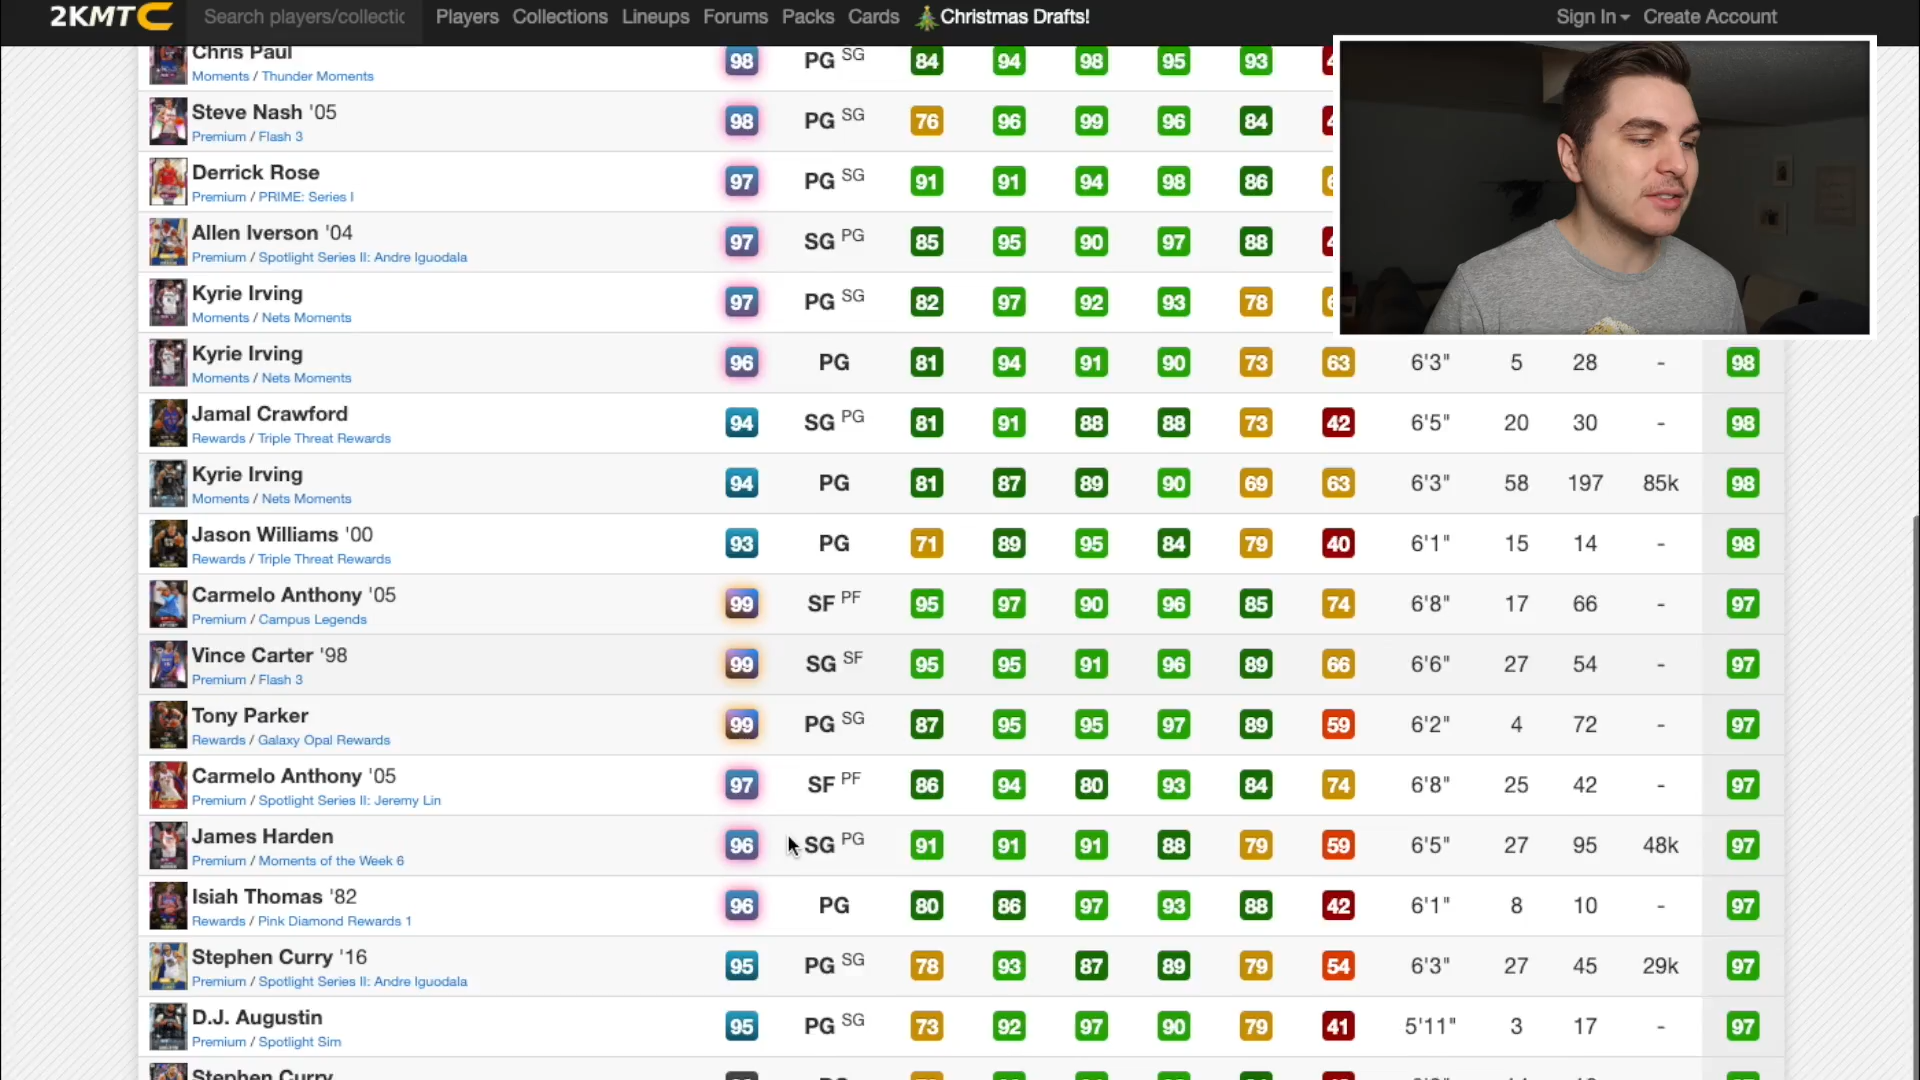 2KMTC Search players/collectic Players Collections Lineups Forums Packs Cards Christmas Drafts! Sign In Create Account
Chris Paul
Moments / Thunder Moments
98 PG SG 84 94 98 95 93
Steve Nash '05
Premium / Flash 3
98 PG SG 76 96 99 96 84
Derrick Rose
Premium / PRIME: Series I
97 PG SG 91 91 94 98 86
Allen Iverson '04
Premium / Spotlight Series II: Andre Iguodala
97 SG PG 85 95 90 97 88
Kyrie Irving
Moments / Nets Moments
97 PG SG 82 97 92 93 78
Kyrie Irving
Moments / Nets Moments
96 PG 81 94 91 90 73 63 6'3" 5 28 - 98
Jamal Crawford
Rewards / Triple Threat Rewards
94 SG PG 81 91 88 88 73 42 6'5" 20 30 - 98
Kyrie Irving
Moments / Nets Moments
94 PG 81 87 89 90 69 63 6'3" 58 197 85k 98
Jason Williams '00
Rewards / Triple Threat Rewards
93 PG 71 89 95 84 79 40 6'1" 15 14 - 98
Carmelo Anthony '05
Premium / Campus Legends
99 SF PF 95 97 90 96 85 74 6'8" 17 66 - 97
Vince Carter '98
Premium / Flash 3
99 SG SF 95 95 91 96 89 66 6'6" 27 54 - 97
Tony Parker
Rewards / Galaxy Opal Rewards
99 PG SG 87 95 95 97 89 59 6'2" 4 72 - 97
Carmelo Anthony '05
Premium / Spotlight Series II: Jeremy Lin
97 SF PF 86 94 80 93 84 74 6'8" 25 42 - 97
James Harden
Premium / Moments of the Week 6
96 SG PG 91 91 91 88 79 59 6'5" 27 95 48k 97
Isiah Thomas '82
Rewards / Pink Diamond Rewards 1
96 PG 80 86 97 93 88 42 6'1" 8 10 - 97
Stephen Curry '16
Premium / Spotlight Series II: Andre Iguodala
95 PG SG 78 93 87 89 79 54 6'3" 27 45 29k 97
D.J. Augustin
Premium / Spotlight Sim
95 PG SG 73 92 97 90 79 41 5'11" 3 17 - 97
Stephen Curry